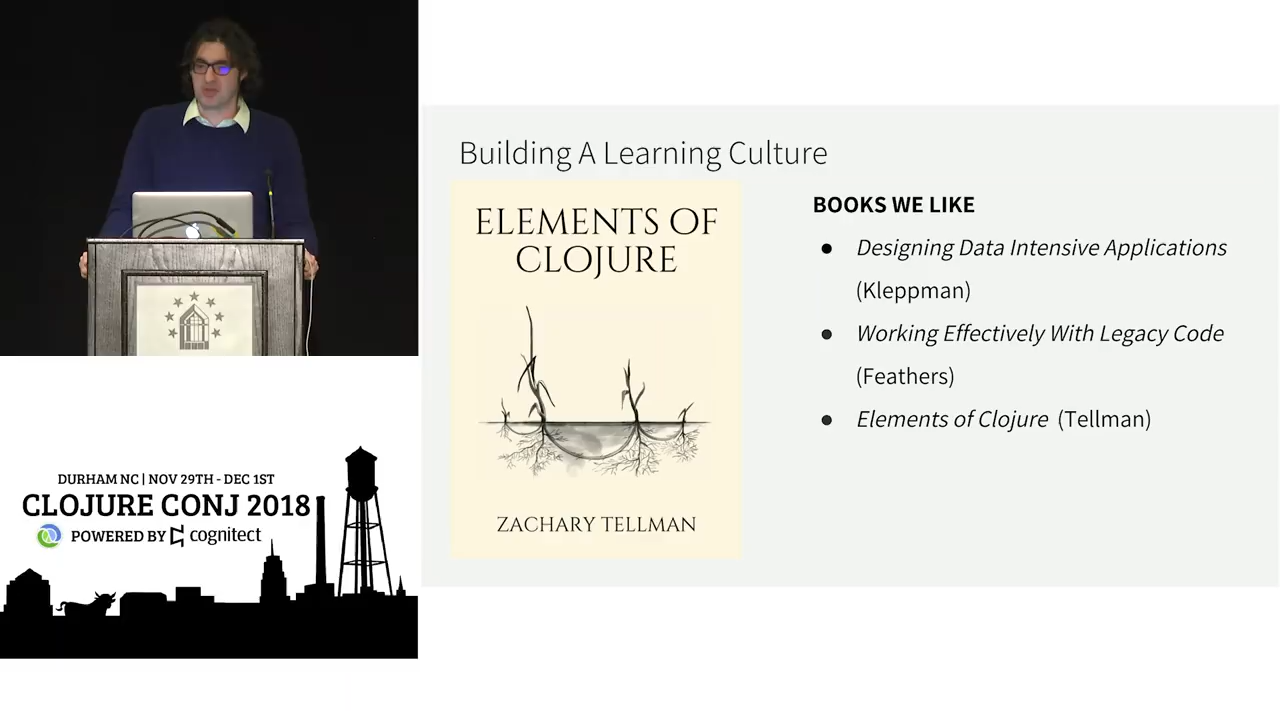 Building A Learning Culture
ELEMENTS OF
CLOJURE
ZACHARY TELLMAN
BOOKS WE LIKE
● Designing Data Intensive Applications
(Kleppman)
● Working Effectively With Legacy Code
(Feathers)
● Elements of Clojure (Tellman)
DURHAM NC | NOV 29TH - DEC 1ST
CLOJURE CONJ 2018
POWERED BY cognitect